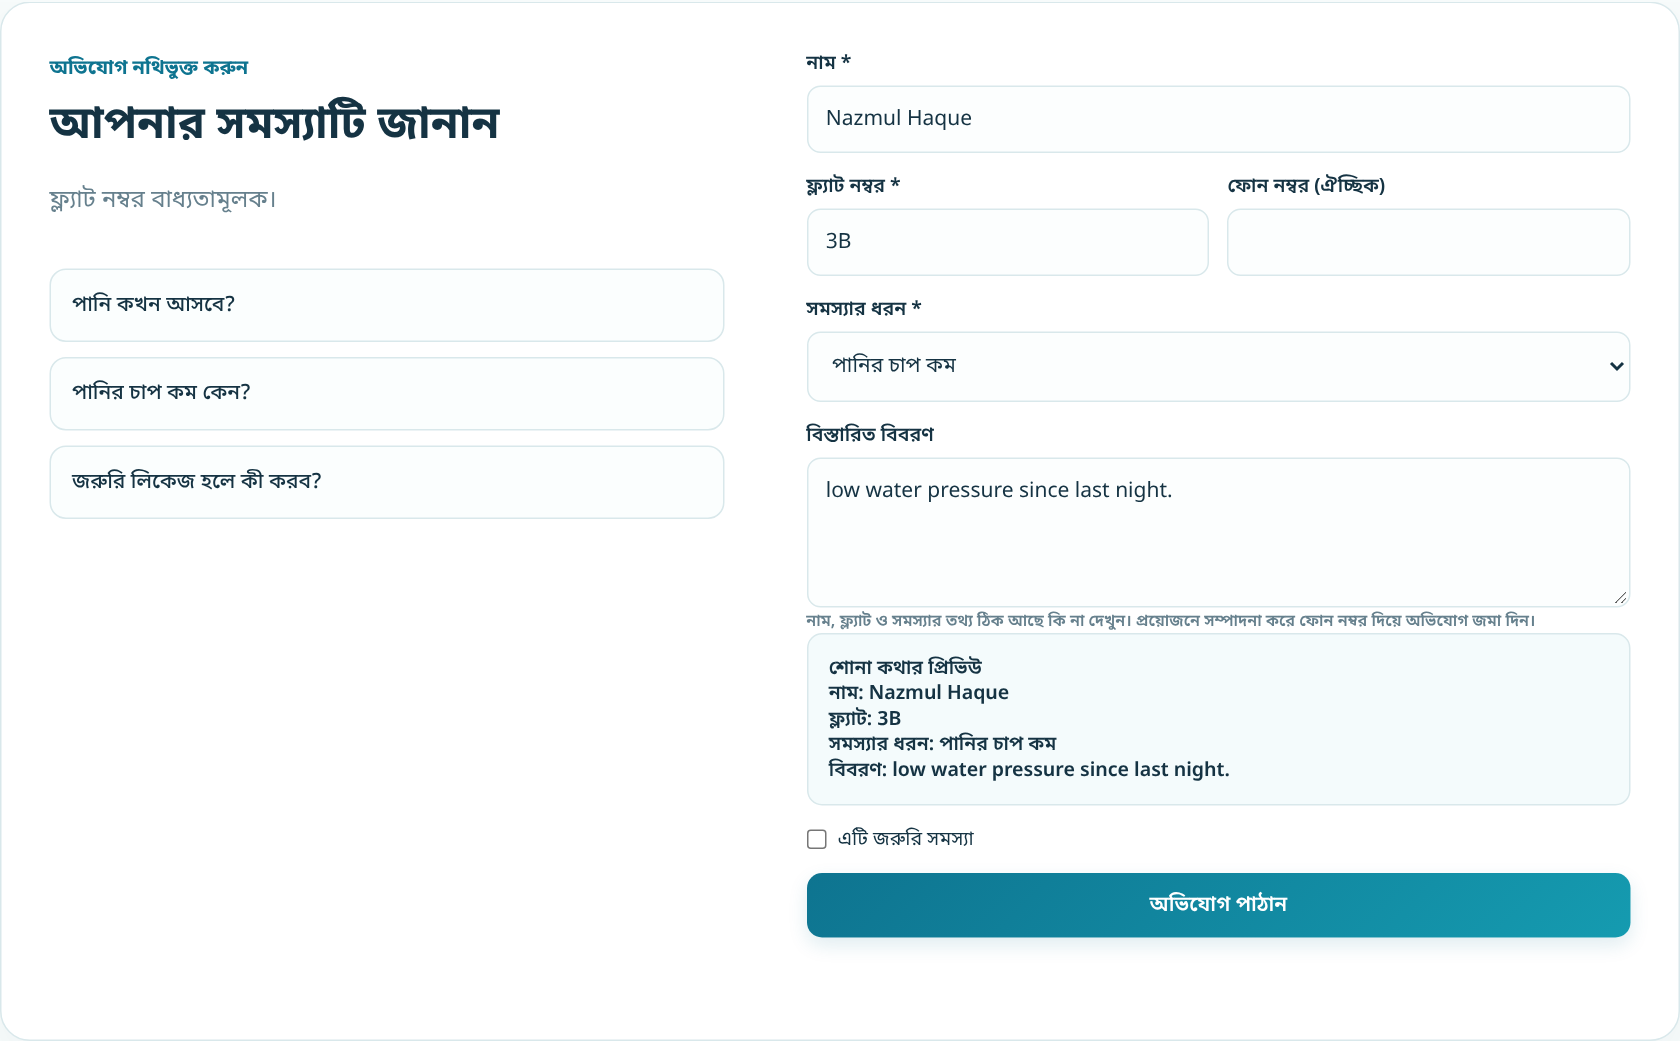 অভিযোগ নথিভুক্ত করুন
আপনার সমস্যাটি জানান
ফ্ল্যাট নম্বর বাধ্যতামূলক।
পানি কখন আসবে?
পানির চাপ কম কেন?
জরুরি লিকেজ হলে কী করব?
নাম *
Nazmul Haque
ফ্ল্যাট নম্বর *
ফোন নম্বর (ঐচ্ছিক)
3B
সমস্যার ধরন *
পানির চাপ কম
বিস্তারিত বিবরণ
low water pressure since last night.
নাম, ফ্ল্যাট ও সমস্যার তথ্য ঠিক আছে কি না দেখুন। প্রয়োজনে সম্পাদনা করে ফোন নম্বর দিয়ে অভিযোগ জমা দিন।
শোনা কথার প্রিভিউ
নাম: Nazmul Haque
ফ্ল্যাট: 3B
সমস্যার ধরন: পানির চাপ কম
বিবরণ: low water pressure since last night.
এটি জরুরি সমস্যা
অভিযোগ পাঠান